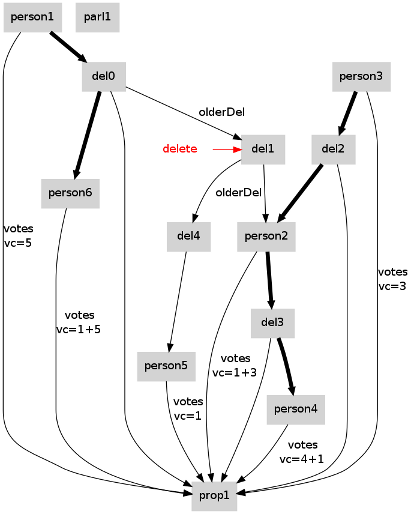 person1
parl1
del0
person3
olderDel
delete
del1
del2
person6
olderDel
votes
vc=5
del4
person2
votes
vc=3
votes
vc=1+5
del3
person5
votes
vc=1+3
votes
vc=1
person4
votes
vc=4+1
prop1